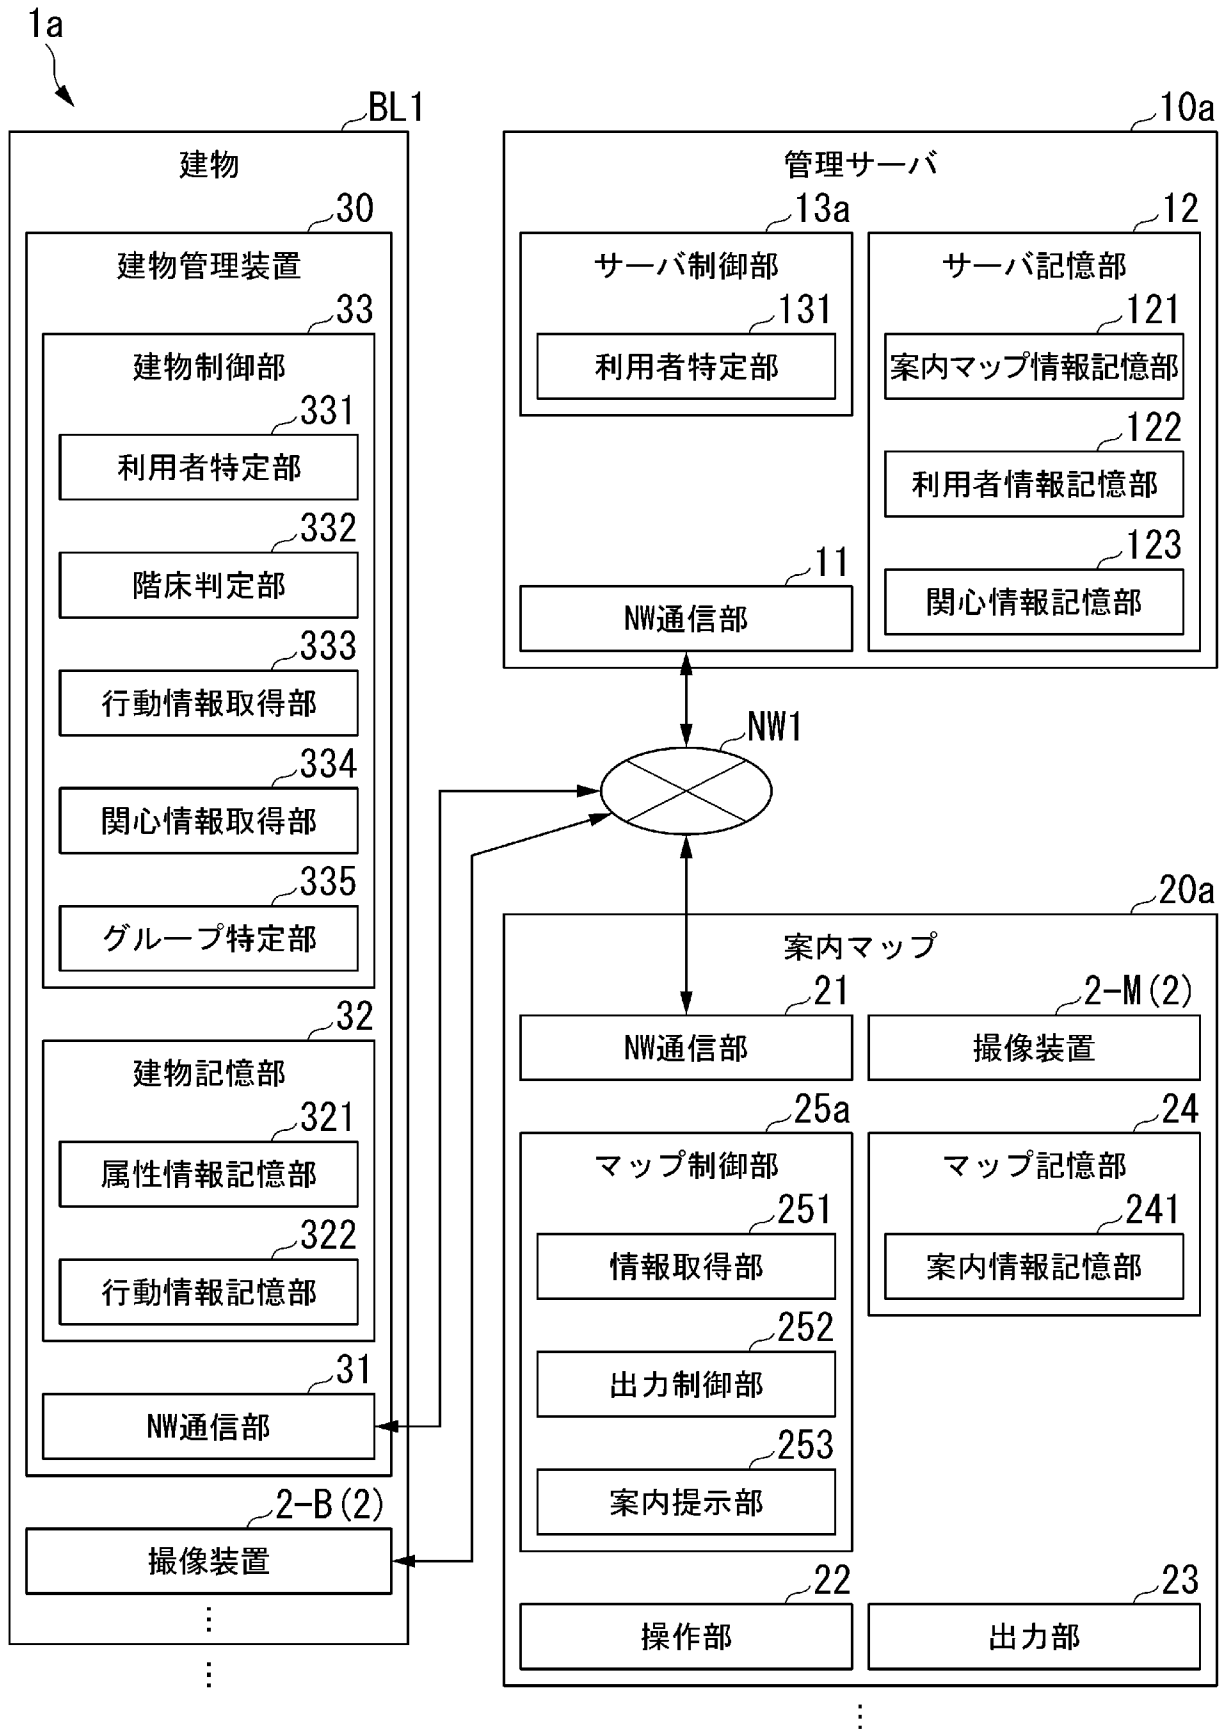 1a
BL1
建物
30
建物管理装置
33
建物制御部
331
利用者特定部
332
階床判定部
333
行動情報取得部
334
関心情報取得部
335
グループ特定部
32
建物記憶部
321
属性情報記憶部
322
行動情報記憶部
31
NW通信部
2-B(2)
撮像装置
⋮
⋮
10a
管理サーバ
13a
サーバ制御部
131
利用者特定部
12
サーバ記憶部
121
案内マップ情報記憶部
122
利用者情報記憶部
123
関心情報記憶部
11
NW通信部
NW1
20a
案内マップ
21
NW通信部
2-M(2)
撮像装置
25a
マップ制御部
251
情報取得部
252
出力制御部
253
案内提示部
24
マップ記憶部
241
案内情報記憶部
22
操作部
23
出力部
⋮